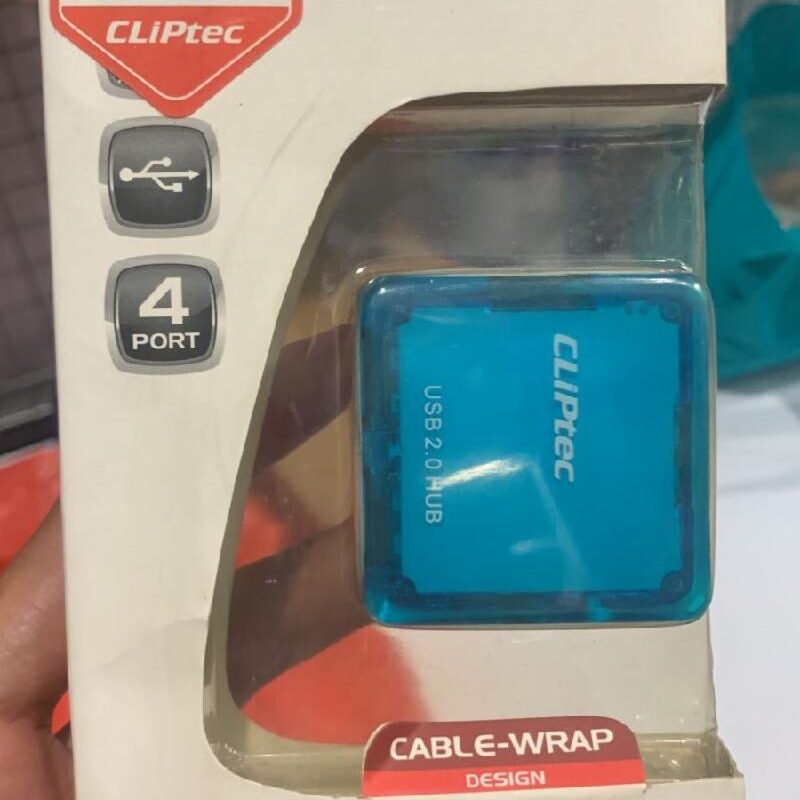 CLiPtec
4
PORT
CLiPtec
USB 2.0 HUB
CABLE-WRAP
DESIGN